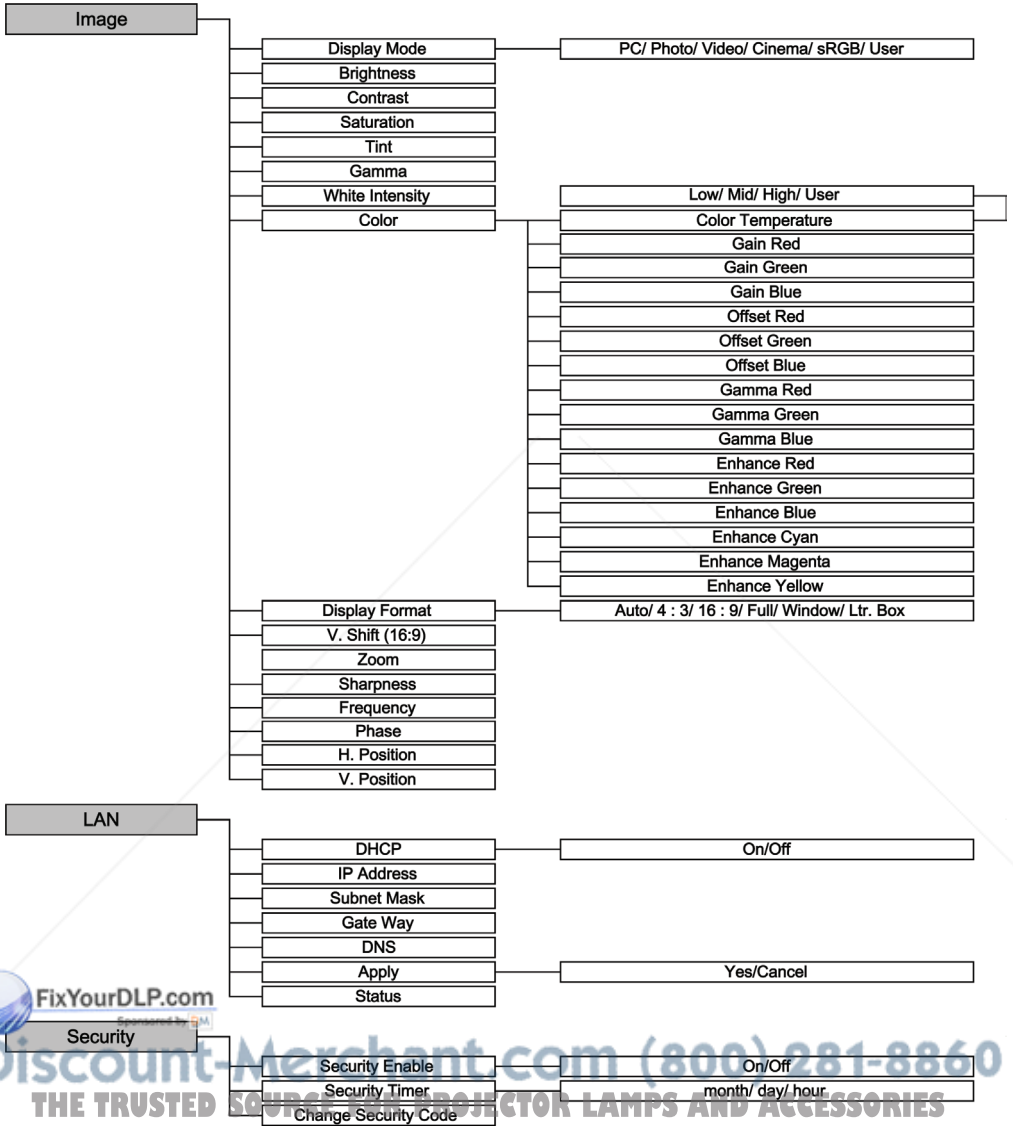 Image
Display Mode PC/ Photo/ Video/ Cinema/ sRGB/ User
Brightness
Contrast
Saturation
Tint
Gamma
White Intensity Low/ Mid/ High/ User
Color Color Temperature
Gain Red
Gain Green
Gain Blue
Offset Red
Offset Green
Offset Blue
Gamma Red
Gamma Green
Gamma Blue
Enhance Red
Enhance Green
Enhance Blue
Enhance Cyan
Enhance Magenta
Enhance Yellow
Display Format Auto/ 4 : 3/ 16 : 9/ Full/ Window/ Ltr. Box
V. Shift (16:9)
Zoom
Sharpness
Frequency
Phase
H. Position
V. Position
LAN
DHCP On/Off
IP Address
Subnet Mask
Gate Way
DNS
Apply Yes/Cancel
Status
FixYourDLP.com
Sponsored by
Security
Discount-Merchant.com (800) 281-8860
Security Enable On/Off
Security Timer month/ day/ hour
THE TRUSTED SOURCE FOR PROJECTOR LAMPS AND ACCESSORIES
Change Security Code